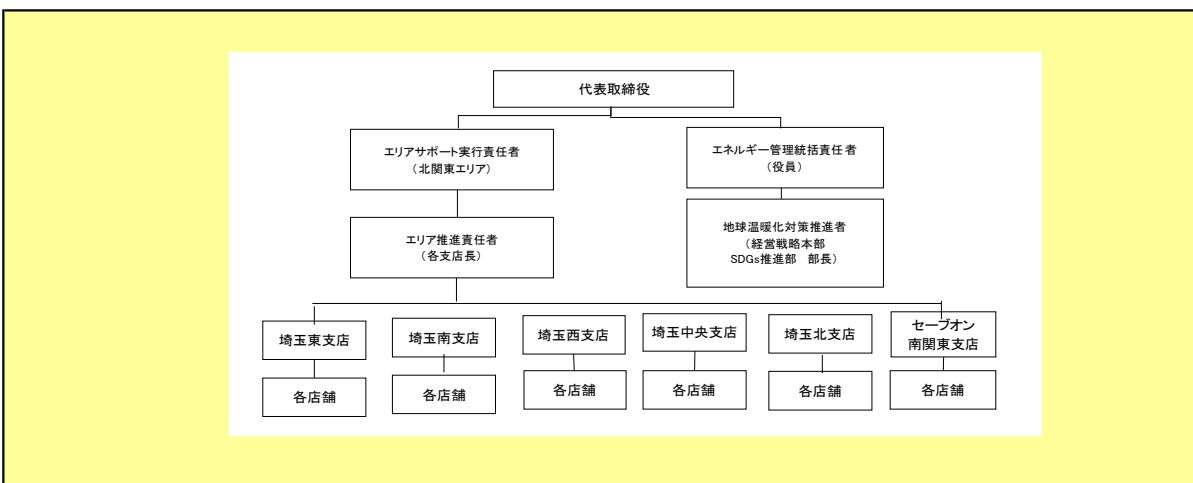 代表取締役
エリアサポート実行責任者
（北関東エリア）
エネルギー管理統括責任者
（役員）
エリア推進責任者
（各支店長）
地球温暖化対策推進者
（経営戦略本部
SDGs推進部　部長）
埼玉東支店
埼玉南支店
埼玉西支店
埼玉中央支店
埼玉北支店
セーブオン
南関東支店
各店舗
各店舗
各店舗
各店舗
各店舗
各店舗